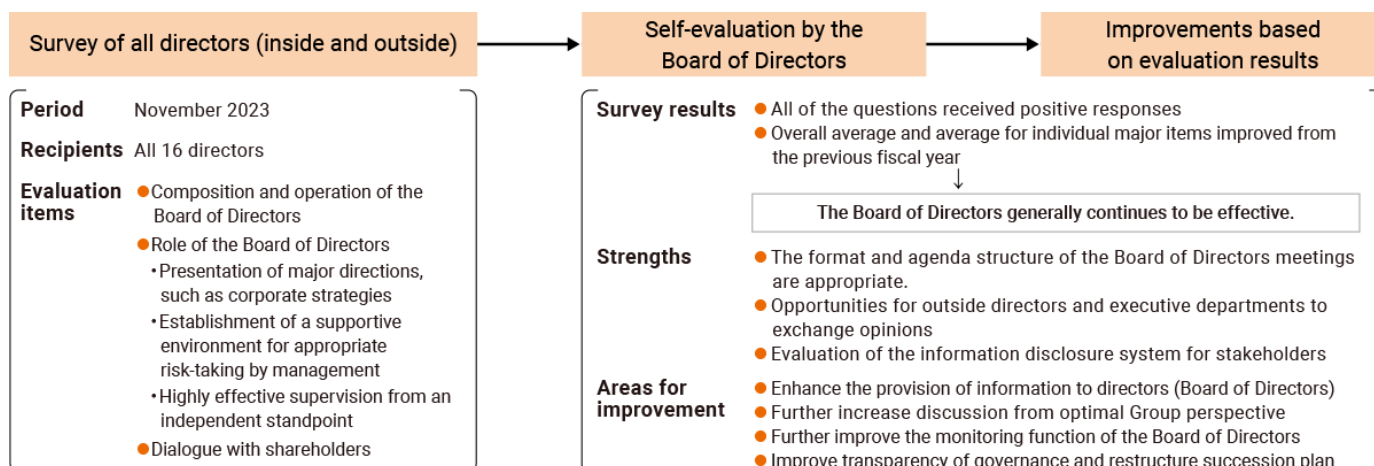 Survey of all directors (inside and outside)
Self-evaluation by the
Board of Directors
Improvements based
on evaluation results
Period November 2023
Recipients All 16 directors
Evaluation items
●Composition and operation of the
Board of Directors
●Role of the Board of Directors
・Presentation of major directions,
such as corporate strategies
・Establishment of a supportive
environment for appropriate
risk-taking by management
・Highly effective supervision from an
independent standpoint
●Dialogue with shareholders
Survey results ●All of the questions received positive responses
●Overall average and average for individual major items improved from
the previous fiscal year
↓
The Board of Directors generally continues to be effective.
Strengths ●The format and agenda structure of the Board of Directors meetings
are appropriate.
●Opportunities for outside directors and executive departments to
exchange opinions
●Evaluation of the information disclosure system for stakeholders
Areas for
improvement
●Enhance the provision of information to directors (Board of Directors)
●Further increase discussion from optimal Group perspective
●Further improve the monitoring function of the Board of Directors
●Improve transparency of governance and restructure succession plan